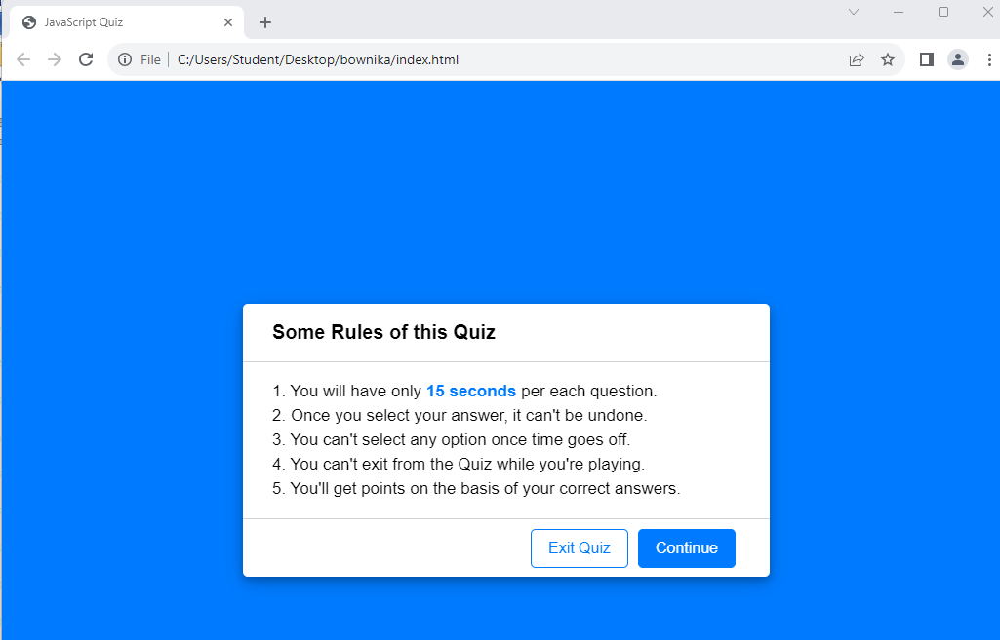 JavaScript Quiz
File C:/Users/Student/Desktop/bownika/index.html
Some Rules of this Quiz
1. You will have only 15 seconds per each question.
2. Once you select your answer, it can't be undone.
3. You can't select any option once time goes off.
4. You can't exit from the Quiz while you're playing.
5. You'll get points on the basis of your correct answers.
Exit Quiz Continue